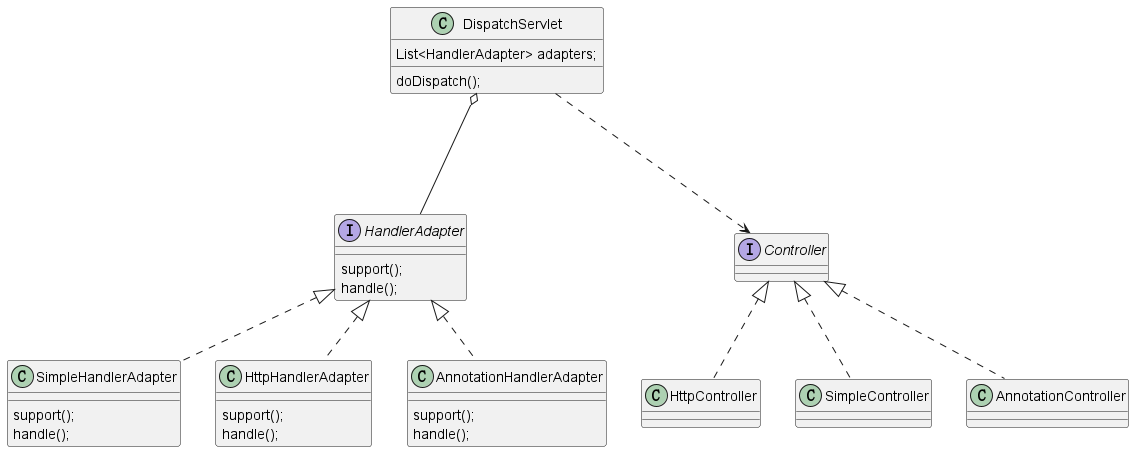 C DispatchServlet
List<HandlerAdapter> adapters;
doDispatch();
I HandlerAdapter
support();
handle();
I Controller
C SimpleHandlerAdapter
support();
handle();
C HttpHandlerAdapter
support();
handle();
C AnnotationHandlerAdapter
support();
handle();
C HttpController
C SimpleController
C AnnotationController